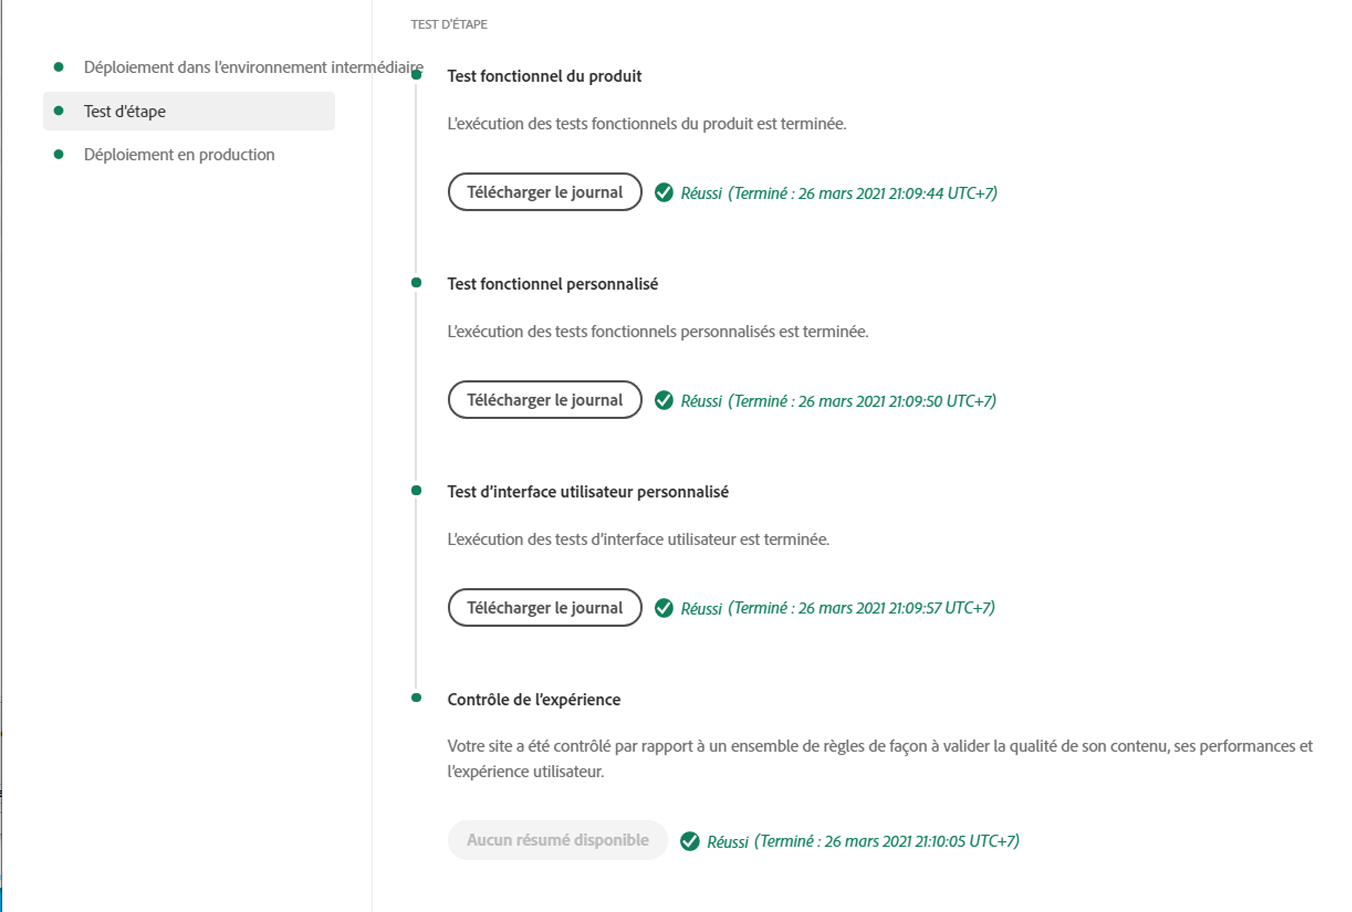 Déploiement dans l'environnement intermédiaire
Test d'étape
Déploiement en production
TEST D'ÉTAPE
Test fonctionnel du produit
L'exécution des tests fonctionnels du produit est terminée.
Télécharger le journal
Réussi (Terminé : 26 mars 2021 21:09:44 UTC+7)
Test fonctionnel personnalisé
L'exécution des tests fonctionnels personnalisés est terminée.
Télécharger le journal
Réussi (Terminé : 26 mars 2021 21:09:50 UTC+7)
Test d'interface utilisateur personnalisé
L'exécution des tests d'interface utilisateur est terminée.
Télécharger le journal
Réussi (Terminé : 26 mars 2021 21:09:57 UTC+7)
Contrôle de l'expérience
Votre site a été contrôlé par rapport à un ensemble de règles de façon à valider la qualité de son contenu, ses performances et
l'expérience utilisateur.
Aucun résumé disponible
Réussi (Terminé : 26 mars 2021 21:10:05 UTC+7)